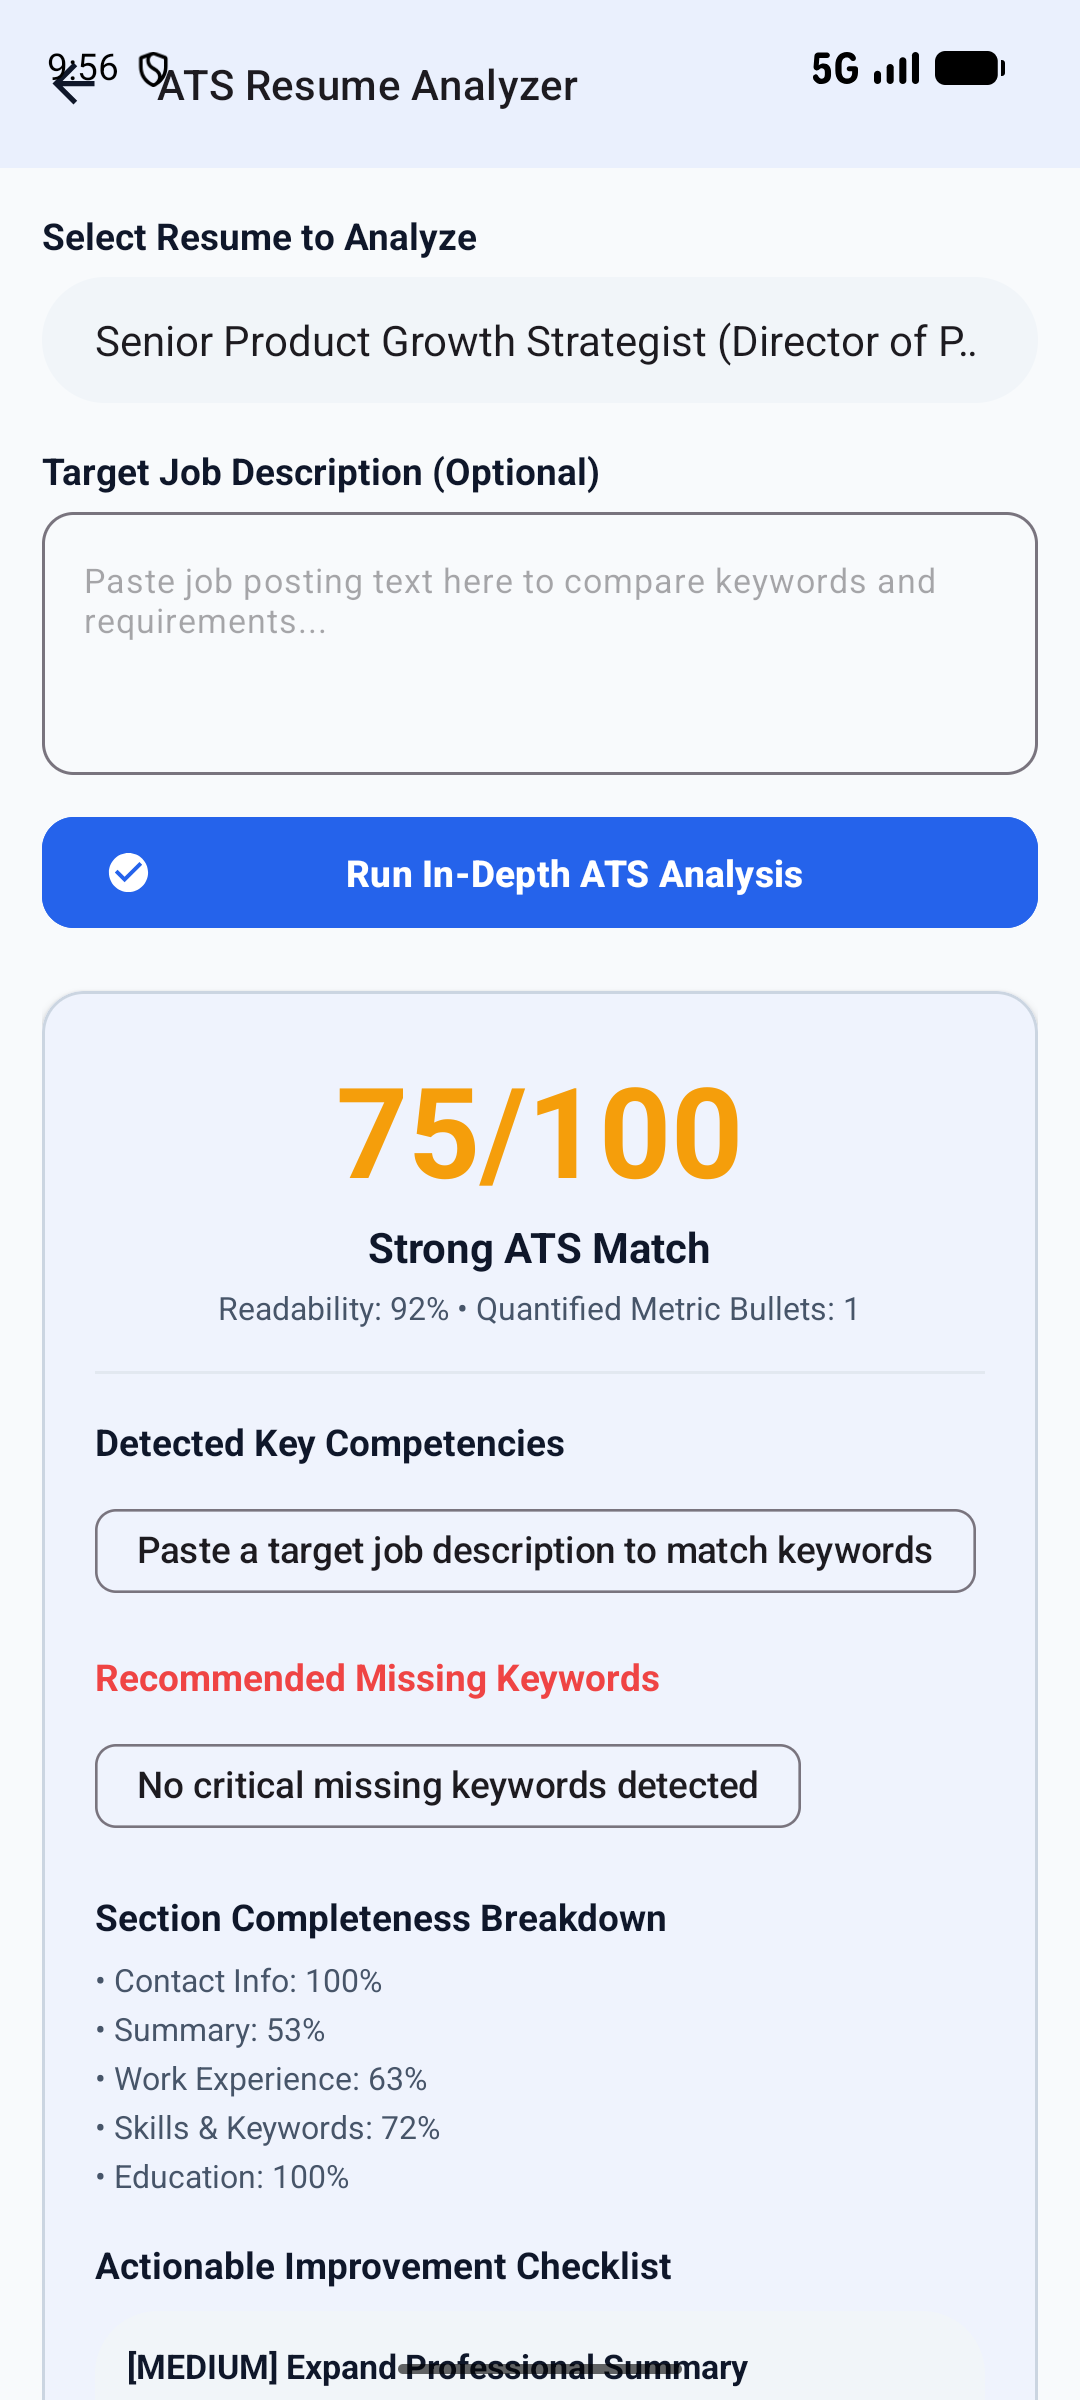 9:56
5G
ATS Resume Analyzer
Select Resume to Analyze
Senior Product Growth Strategist (Director of P..
Target Job Description (Optional)
Paste job posting text here to compare keywords and
requirements...
Run In-Depth ATS Analysis
75/100
Strong ATS Match
Readability: 92% • Quantified Metric Bullets: 1
Detected Key Competencies
Paste a target job description to match keywords
Recommended Missing Keywords
No critical missing keywords detected
Section Completeness Breakdown
• Contact Info: 100%
• Summary: 53%
• Work Experience: 63%
• Skills & Keywords: 72%
• Education: 100%
Actionable Improvement Checklist
[MEDIUM] Expand Professional Summary